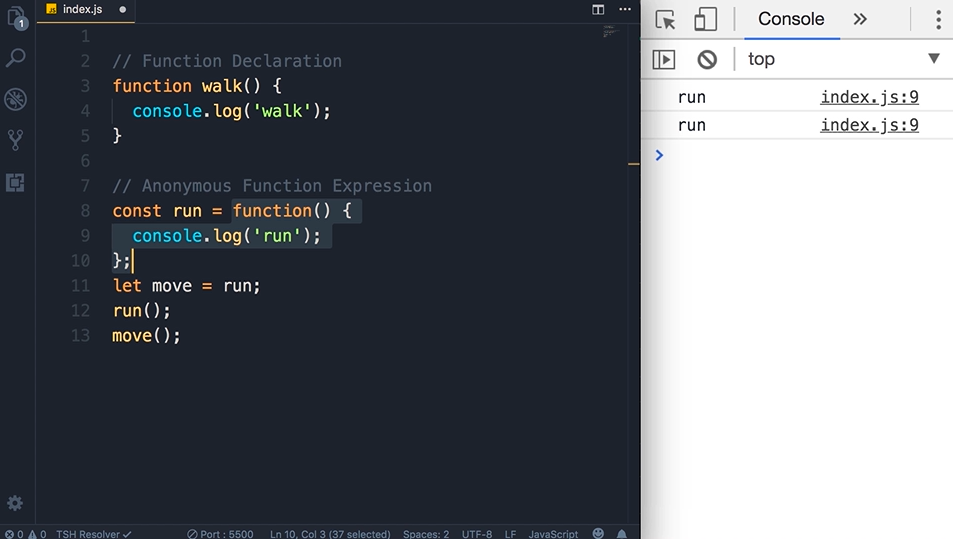 index.js
1
1
2 // Function Declaration
3 function walk() {
4 console.log('walk');
5 }
6
7 // Anonymous Function Expression
8 const run = function() {
9 console.log('run');
10 };
11 let move = run;
12 run();
13 move();
0 0 TSH Resolver Port : 5500 Ln 10, Col 3 (37 selected) Spaces: 2 UTF-8 LF JavaScript
Console
top
run index.js:9
run index.js:9